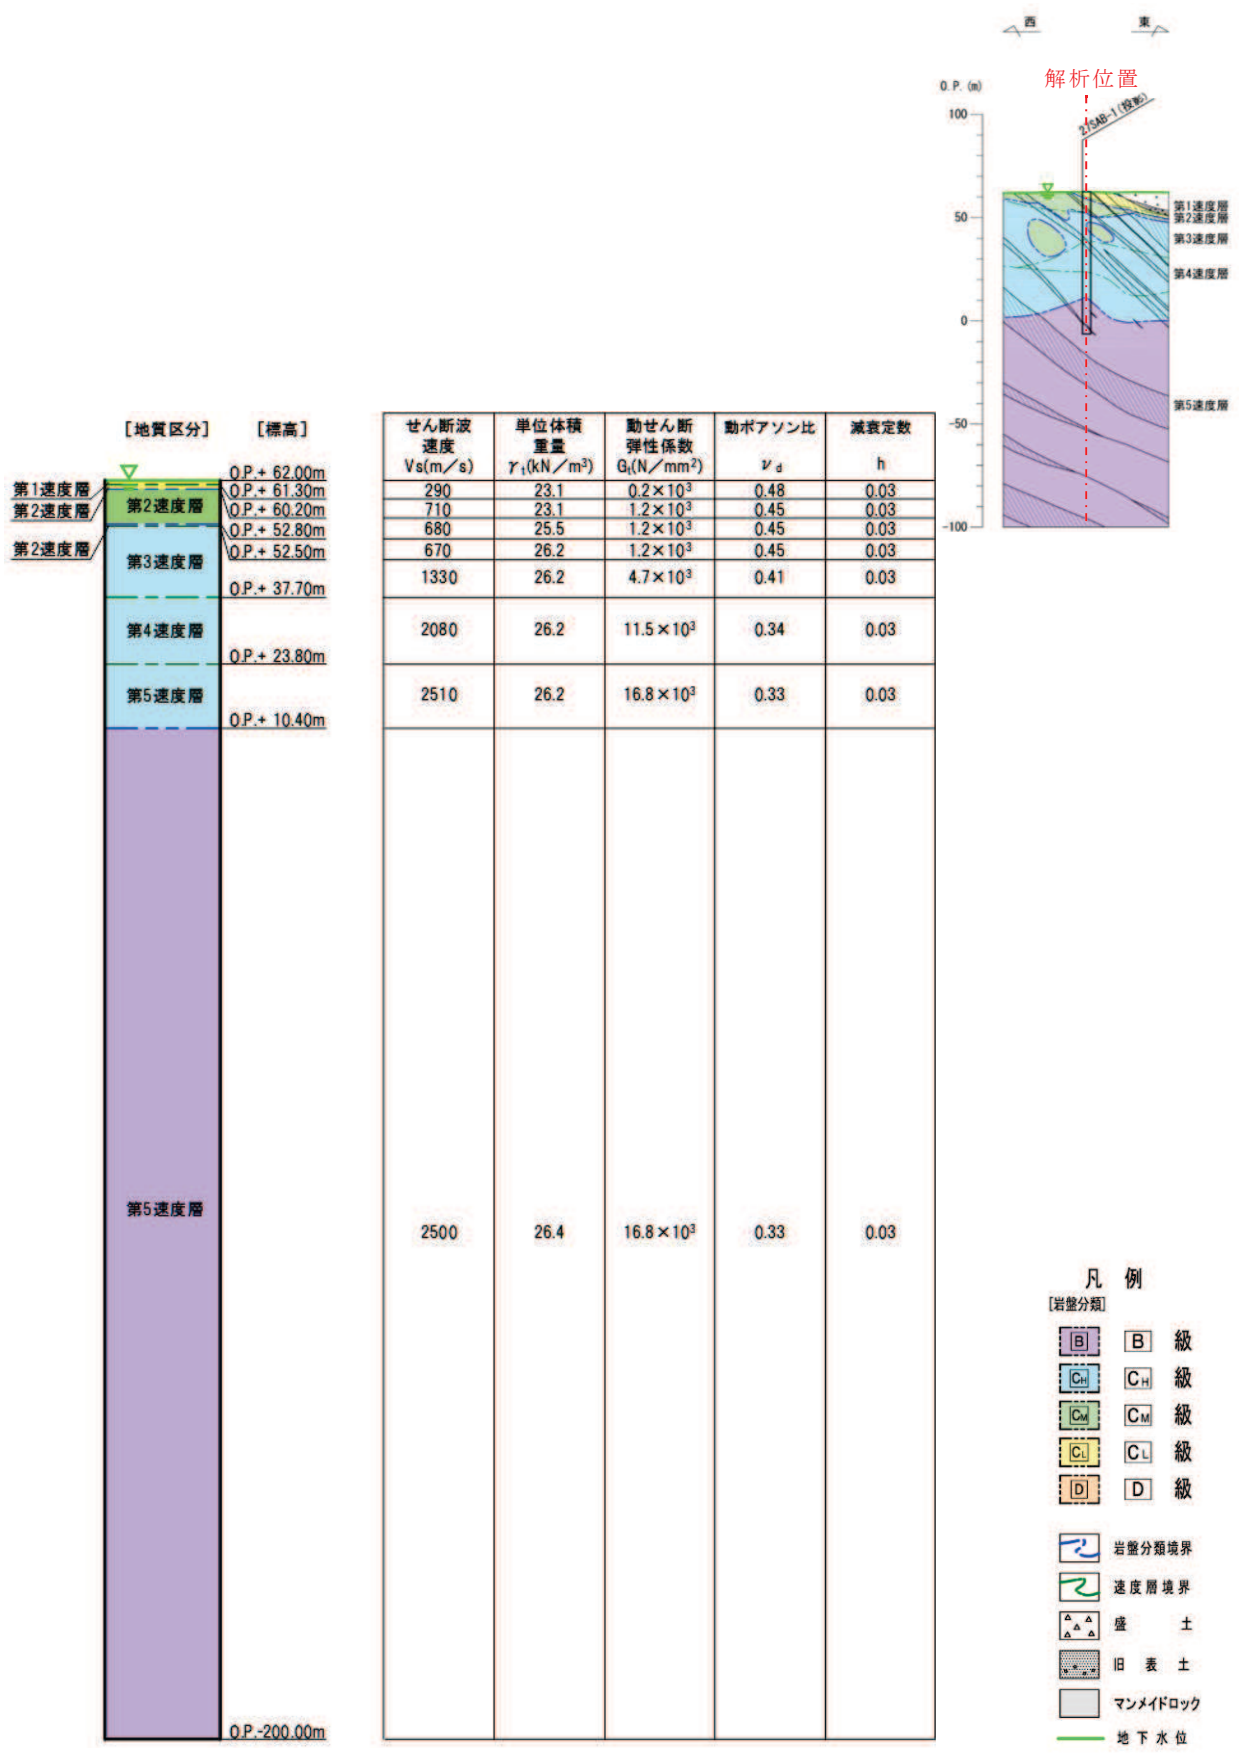 西 東
解析位置
O.P.(m)
27SAB-1(投影)
100
50
0
-50
-100
第1速度層
第2速度層
第3速度層
第4速度層
第5速度層
[地質区分] [標高]
せん断波速度 Vs(m/s) 単位体積重量 γt(kN/m³) 動せん断弾性係数 Gt(N/mm²) 動ポアソン比 νd 減衰定数 h
O.P.+ 62.00m
第1速度層 O.P.+ 61.30m 290 23.1 0.2×10³ 0.48 0.03
第2速度層 第2速度層 O.P.+ 60.20m 710 23.1 1.2×10³ 0.45 0.03
O.P.+ 52.80m 680 25.5 1.2×10³ 0.45 0.03
第2速度層 O.P.+ 52.50m 670 26.2 1.2×10³ 0.45 0.03
第3速度層 1330 26.2 4.7×10³ 0.41 0.03
O.P.+ 37.70m
第4速度層 2080 26.2 11.5×10³ 0.34 0.03
O.P.+ 23.80m
第5速度層 2510 26.2 16.8×10³ 0.33 0.03
O.P.+ 10.40m
第5速度層 2500 26.4 16.8×10³ 0.33 0.03
O.P.-200.00m
凡 例
[岩盤分類]
B B 級
CH CH 級
CM CM 級
CL CL 級
D D 級
岩盤分類境界
速度層境界
盛 土
旧 表 土
マンメイドロック
地 下 水 位